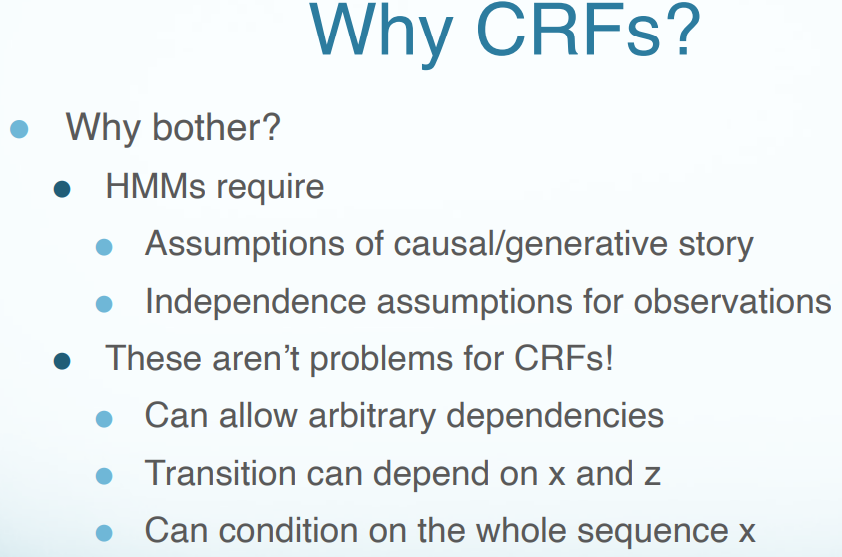 Why CRFs?
Why bother?
HMMs require
Assumptions of causal/generative story
Independence assumptions for observations
These aren’t problems for CRFs!
Can allow arbitrary dependencies
Transition can depend on x and z
Can condition on the whole sequence x